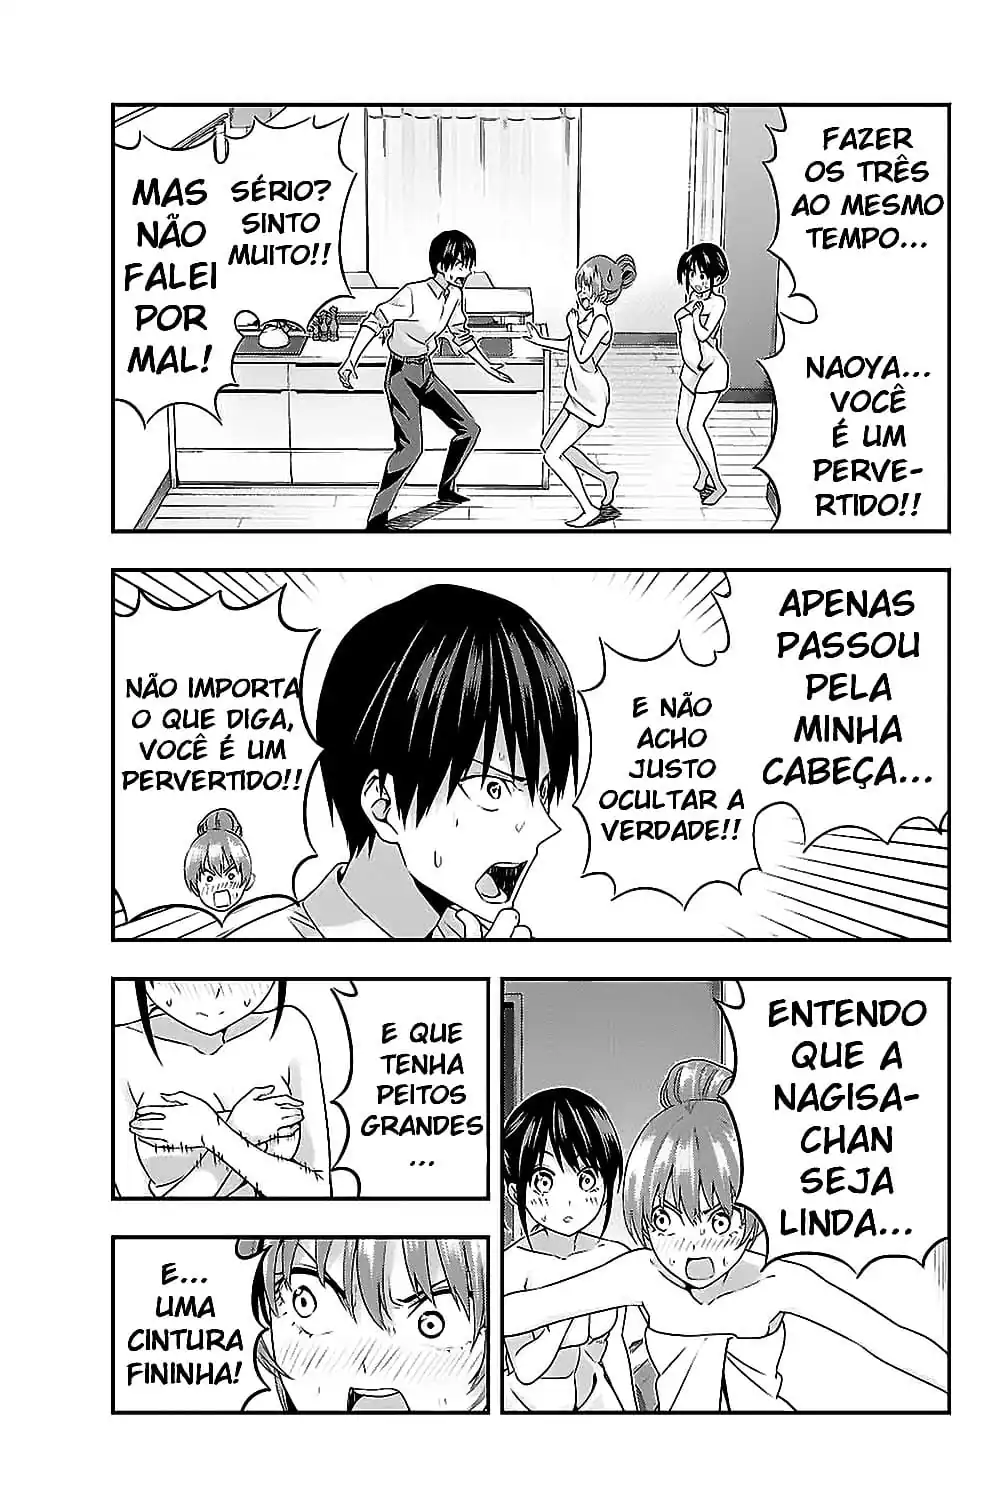 FAZER
OS TRÊS
AO MESMO
TEMPO...
NAOYA...
VOCÊ
É UM
PERVE-
RTIDO!!
SÉRIO?
SINTO
MUITO!!
MAS
NÃO
FALEI
POR
MAL!
APENAS
PASSOU
PELA
MINHA
CABEÇA...
E NÃO
ACHO
JUSTO
OCULTAR A
VERDADE!!
NÃO IMPORTA
O QUE DIGA,
VOCÊ É UM
PERVERTIDO!!
ENTENDO
QUE A
NAGISA-
CHAN
SEJA
LINDA...
E QUE
TENHA
PEITOS
GRANDES
...
E...
UMA
CINTURA
FININHA!